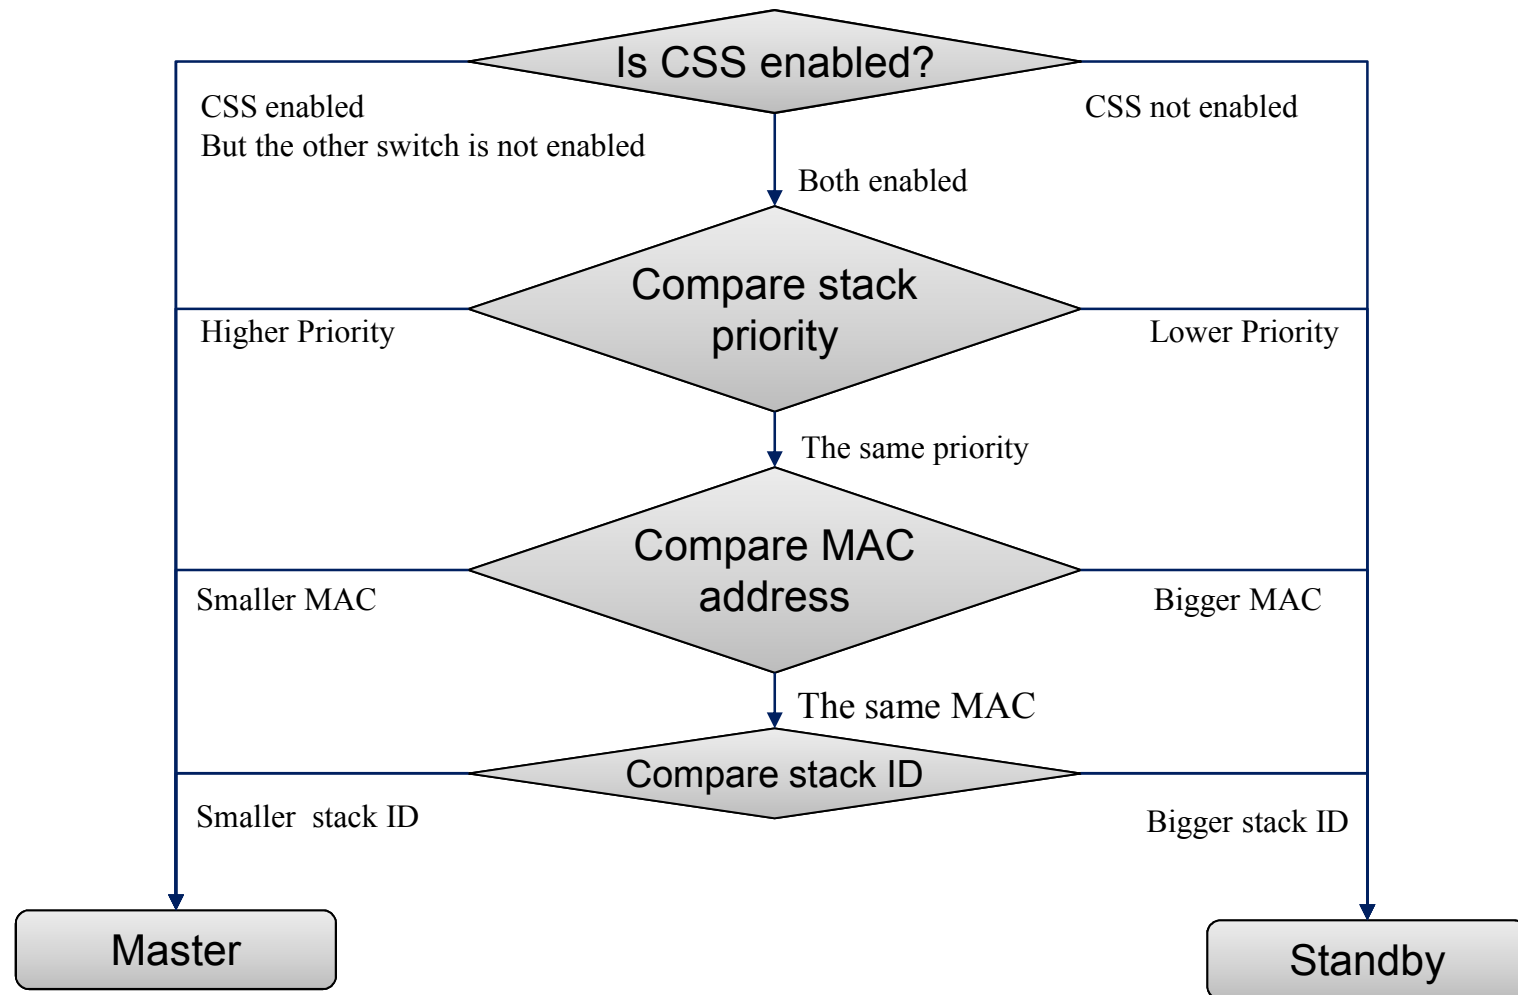 Is CSS enabled?
CSS enabled
But the other switch is not enabled
CSS not enabled
Both enabled
Compare stack
priority
Higher Priority
Lower Priority
The same priority
Compare MAC
address
Smaller MAC
Bigger MAC
The same MAC
Compare stack ID
Smaller  stack ID
Bigger stack ID
Master
Standby